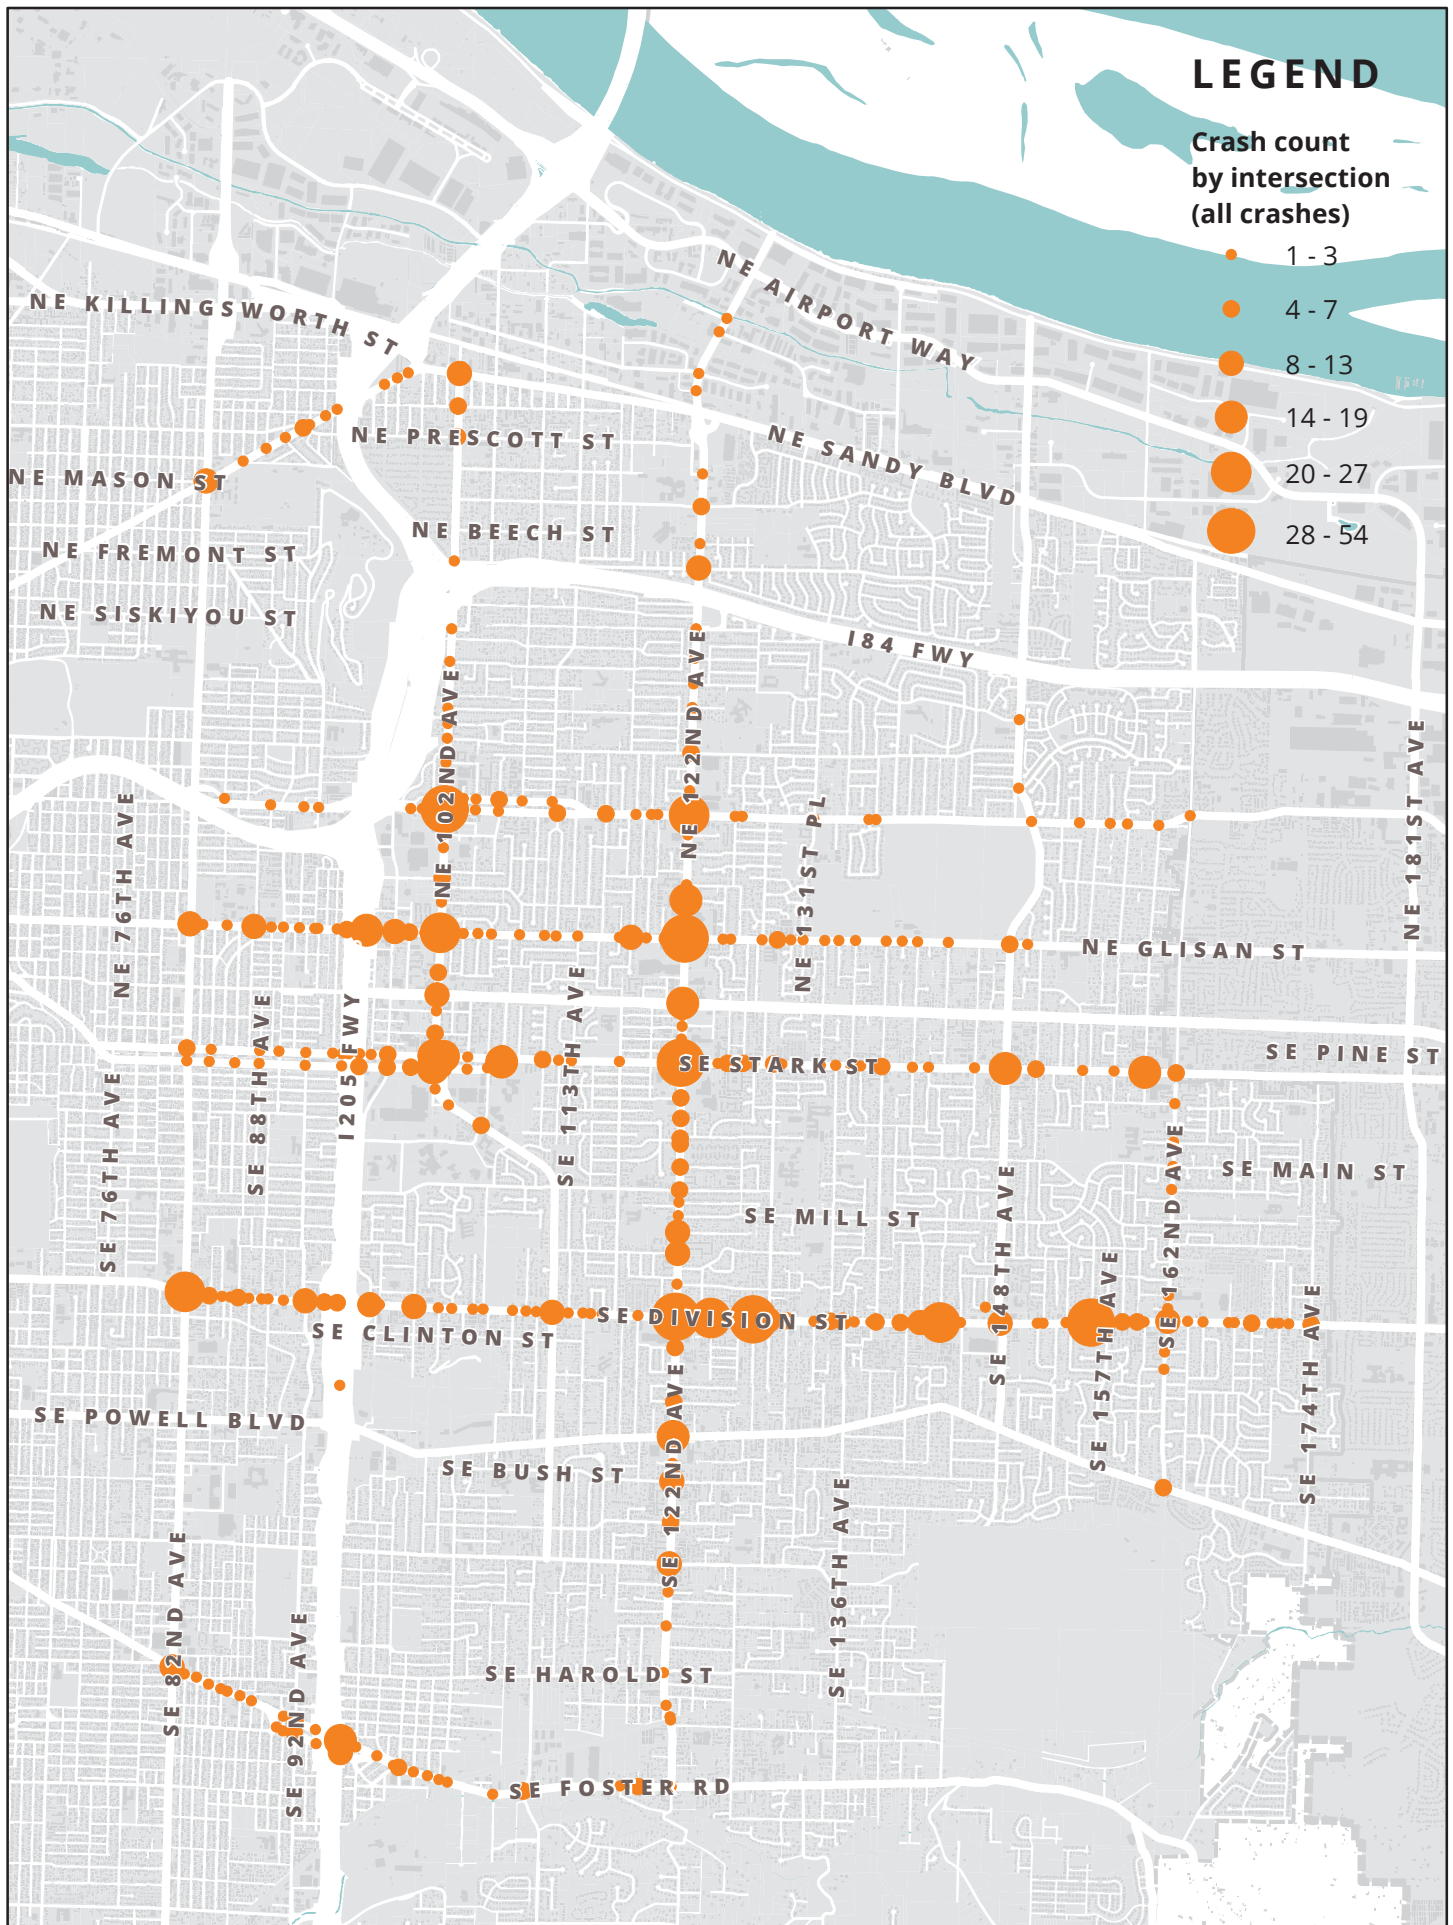 LEGEND
Crash count
by intersection
(all crashes)
1 - 3
4 - 7
8 - 13
14 - 19
20 - 27
28 - 54
NE AIRPORT WAY
NE KILLINGSWORTH ST
NE PRESCOTT ST
NE SANDY BLVD
NE MASON ST
NE BEECH ST
NE FREMONT ST
NE SISKIYOU ST
I84 FWY
NE 102ND AVE
NE 122ND AVE
NE 181ST AVE
NE 76TH AVE
NE 131ST PL
NE GLISAN ST
SE 88TH AVE
I205 FWY
SE 113TH AVE
SE STARK ST
SE PINE ST
SE 76TH AVE
SE MAIN ST
SE 162ND AVE
SE 148TH AVE
SE MILL ST
SE 157TH AVE
SE 174TH AVE
SE DIVISION ST
SE CLINTON ST
SE POWELL BLVD
SE 122ND AVE
SE BUSH ST
SE 136TH AVE
SE 82ND AVE
SE 92ND AVE
SE HAROLD ST
SE FOSTER RD